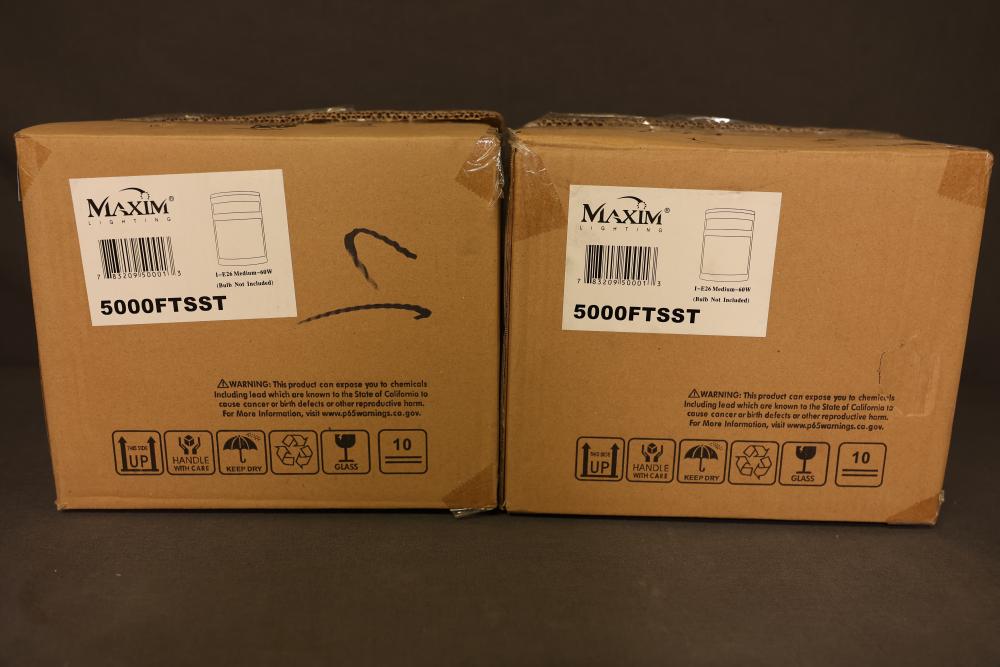 MAXIM®
LIGHTING
7 83209 50001 3
1-E26 Medium-60W
(Bulb Not Included)
5000FTSST
⚠WARNING: This product can expose you to chemicals
Including lead which are known to the State of California to
cause cancer or birth defects or other reproductive harm.
For More Information, visit www.p65warnings.ca.gov.
THIS SIDE
UP
HANDLE
WITH CARE
KEEP DRY
GLASS
10
MAXIM®
LIGHTING
7 83209 50001 3
1-E26 Medium-60W
(Bulb Not Included)
5000FTSST
⚠WARNING: This product can expose you to chemicals
Including lead which are known to the State of California to
cause cancer or birth defects or other reproductive harm.
For More Information, visit www.p65warnings.ca.gov.
THIS SIDE
UP
HANDLE
WITH CARE
KEEP DRY
GLASS
10